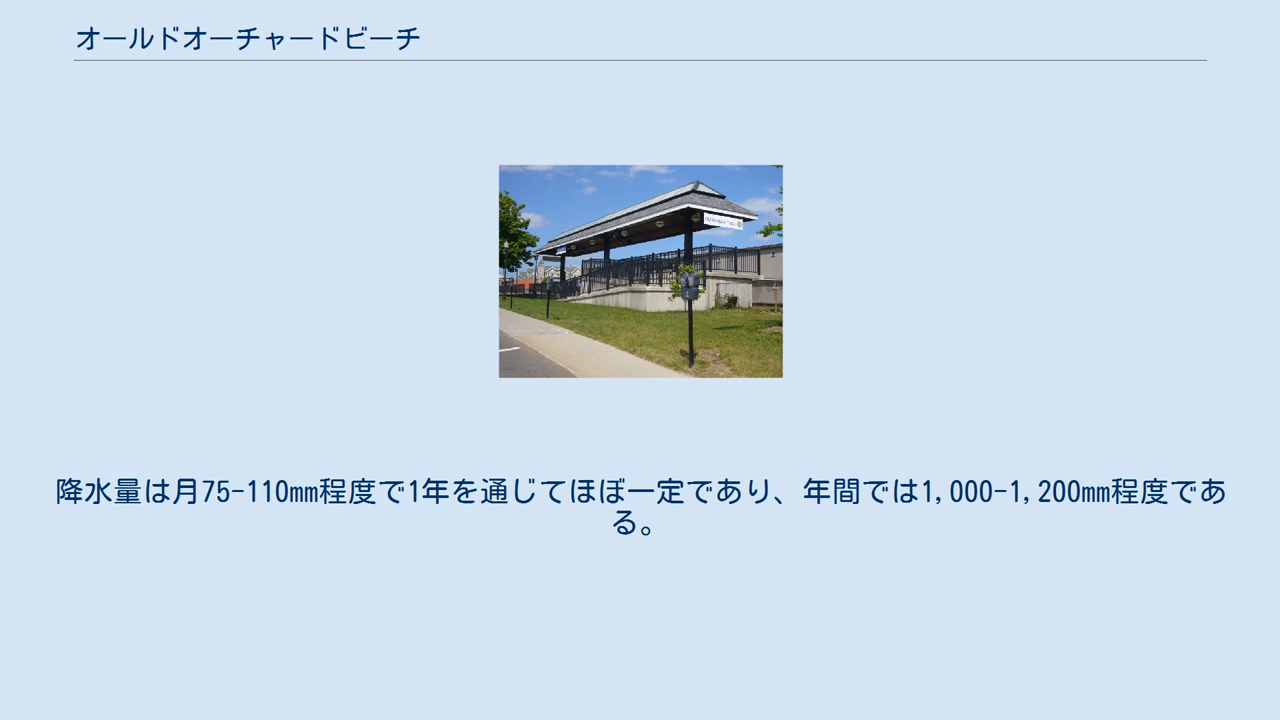 オールドオーチャードビーチ
降水量は月75-110mm程度で1年を通じてほぼ一定であり、年間では1,000-1,200mm程度であ
る。